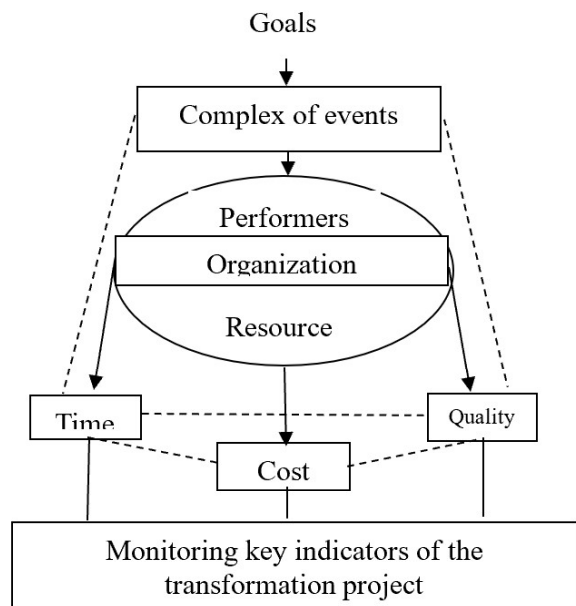 Goals
Complex of events
Performers
Organization
Resource
Time
Quality
Cost
Monitoring key indicators of the
transformation project